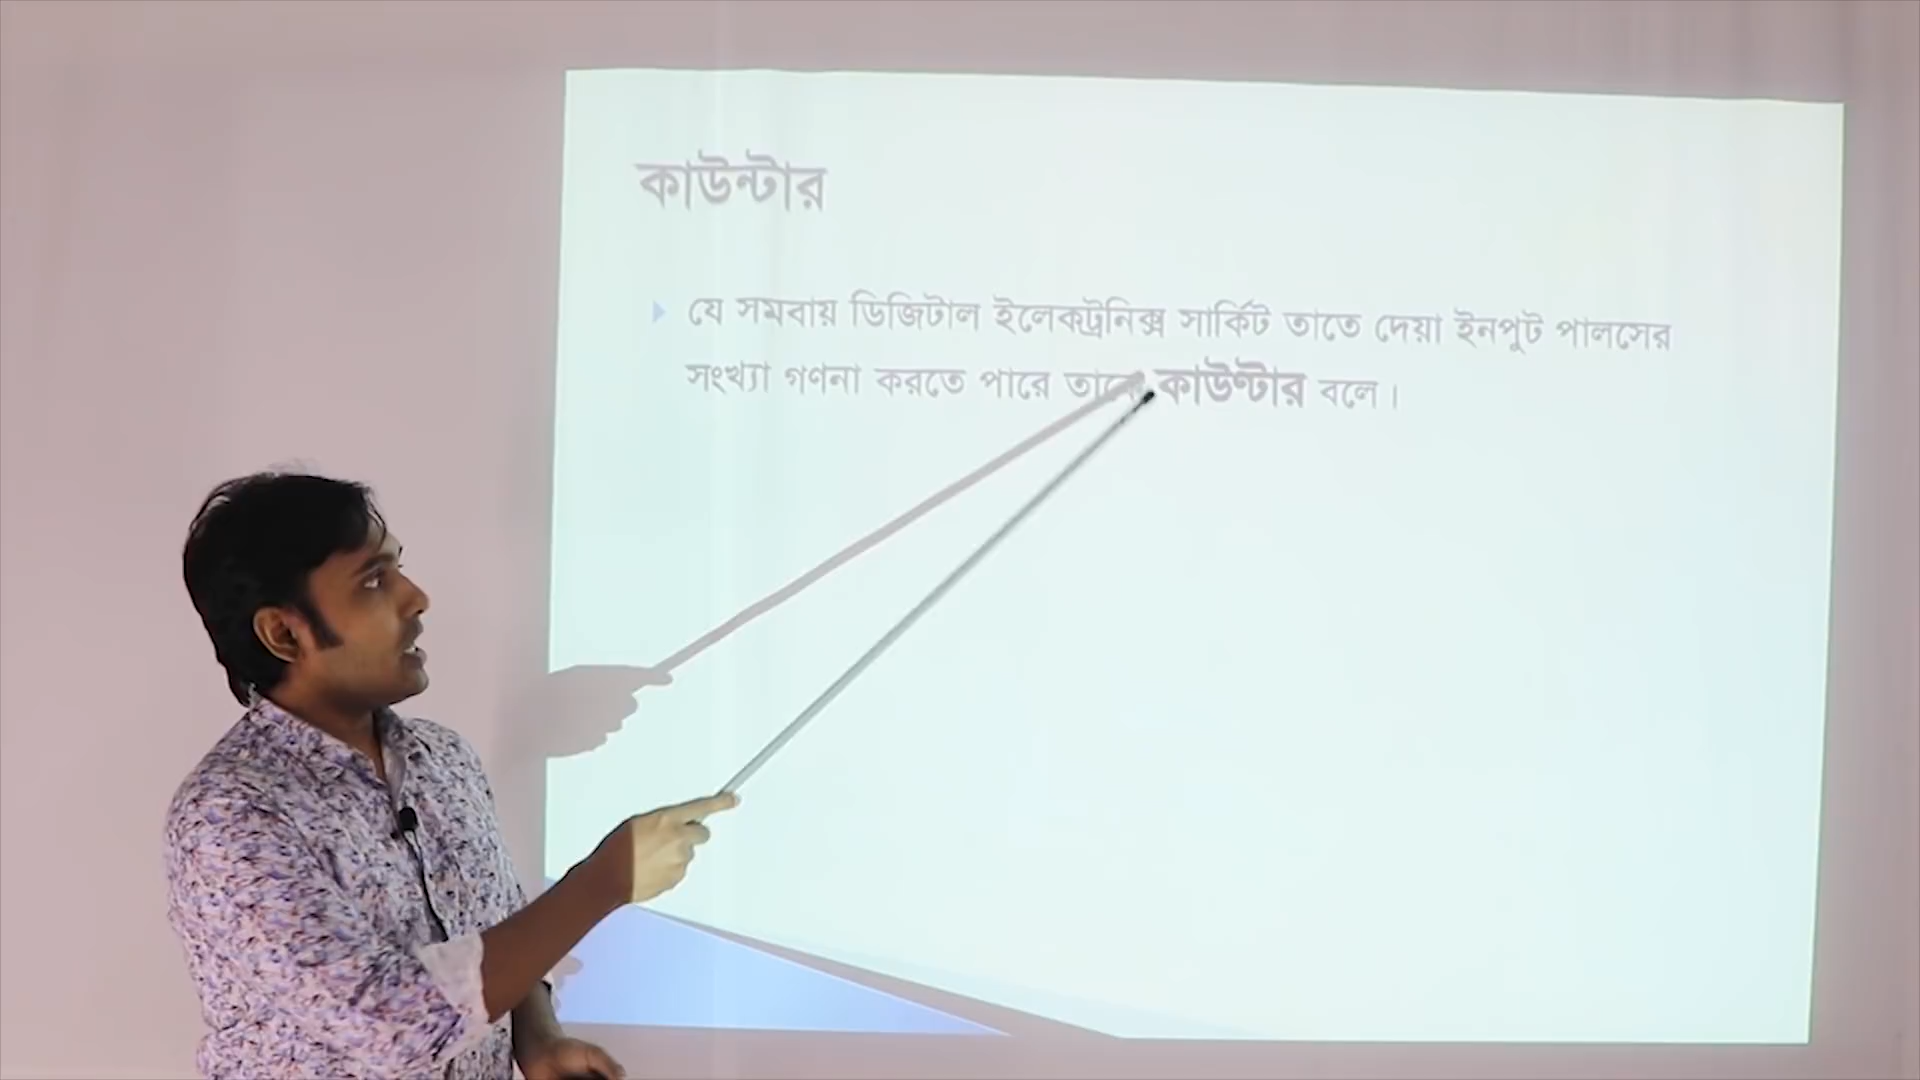 কাউন্টার
যে সমবায় ডিজিটাল ইলেকট্রনিক্স সার্কিট তাতে দেয়া ইনপুট পালসের
সংখ্যা গণনা করতে পারে তাকে কাউন্টার বলে।